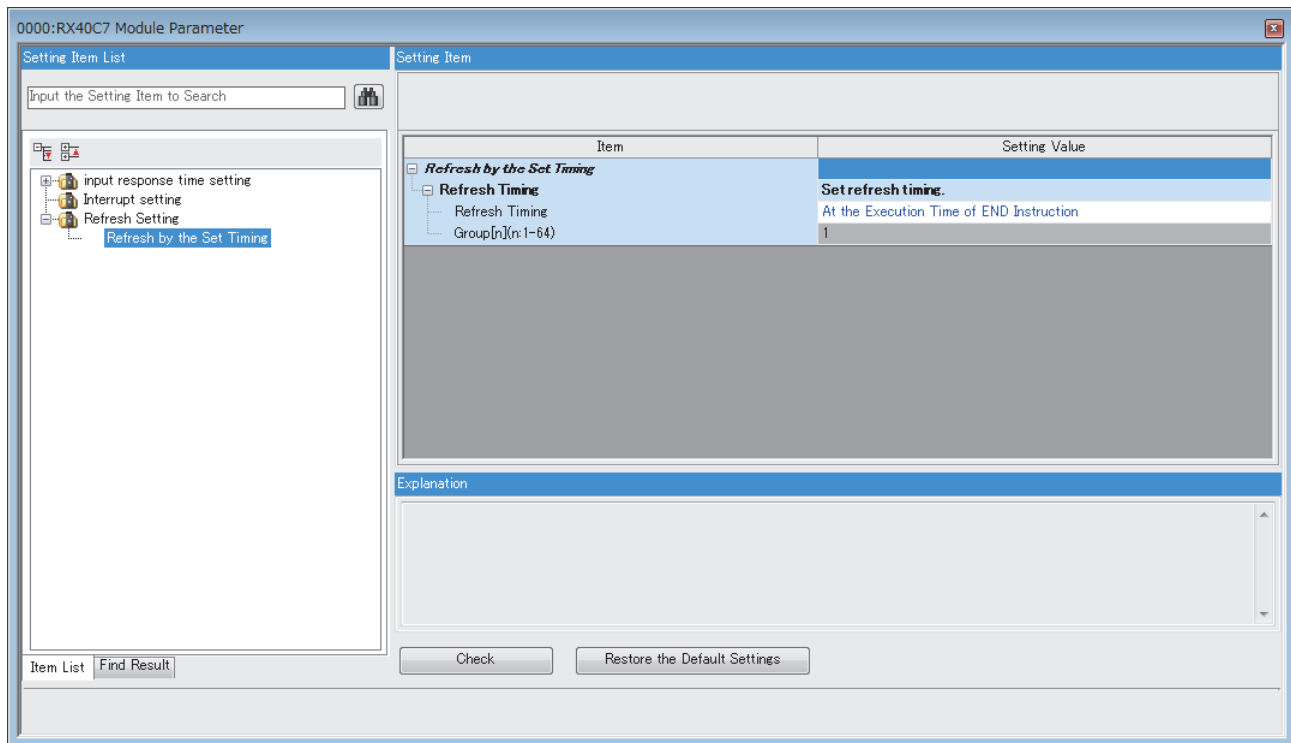 0000:RX40C7 Module Parameter
Setting Item List
Input the Setting Item to Search
input response time setting
Interrupt setting
Refresh Setting
Refresh by the Set Timing
Item List
Find Result
Setting Item
Item
Setting Value
Refresh by the Set Timing
Refresh Timing
Set refresh timing.
Refresh Timing
At the Execution Time of END Instruction
Group[n](n:1-64)
1
Explanation
Check
Restore the Default Settings